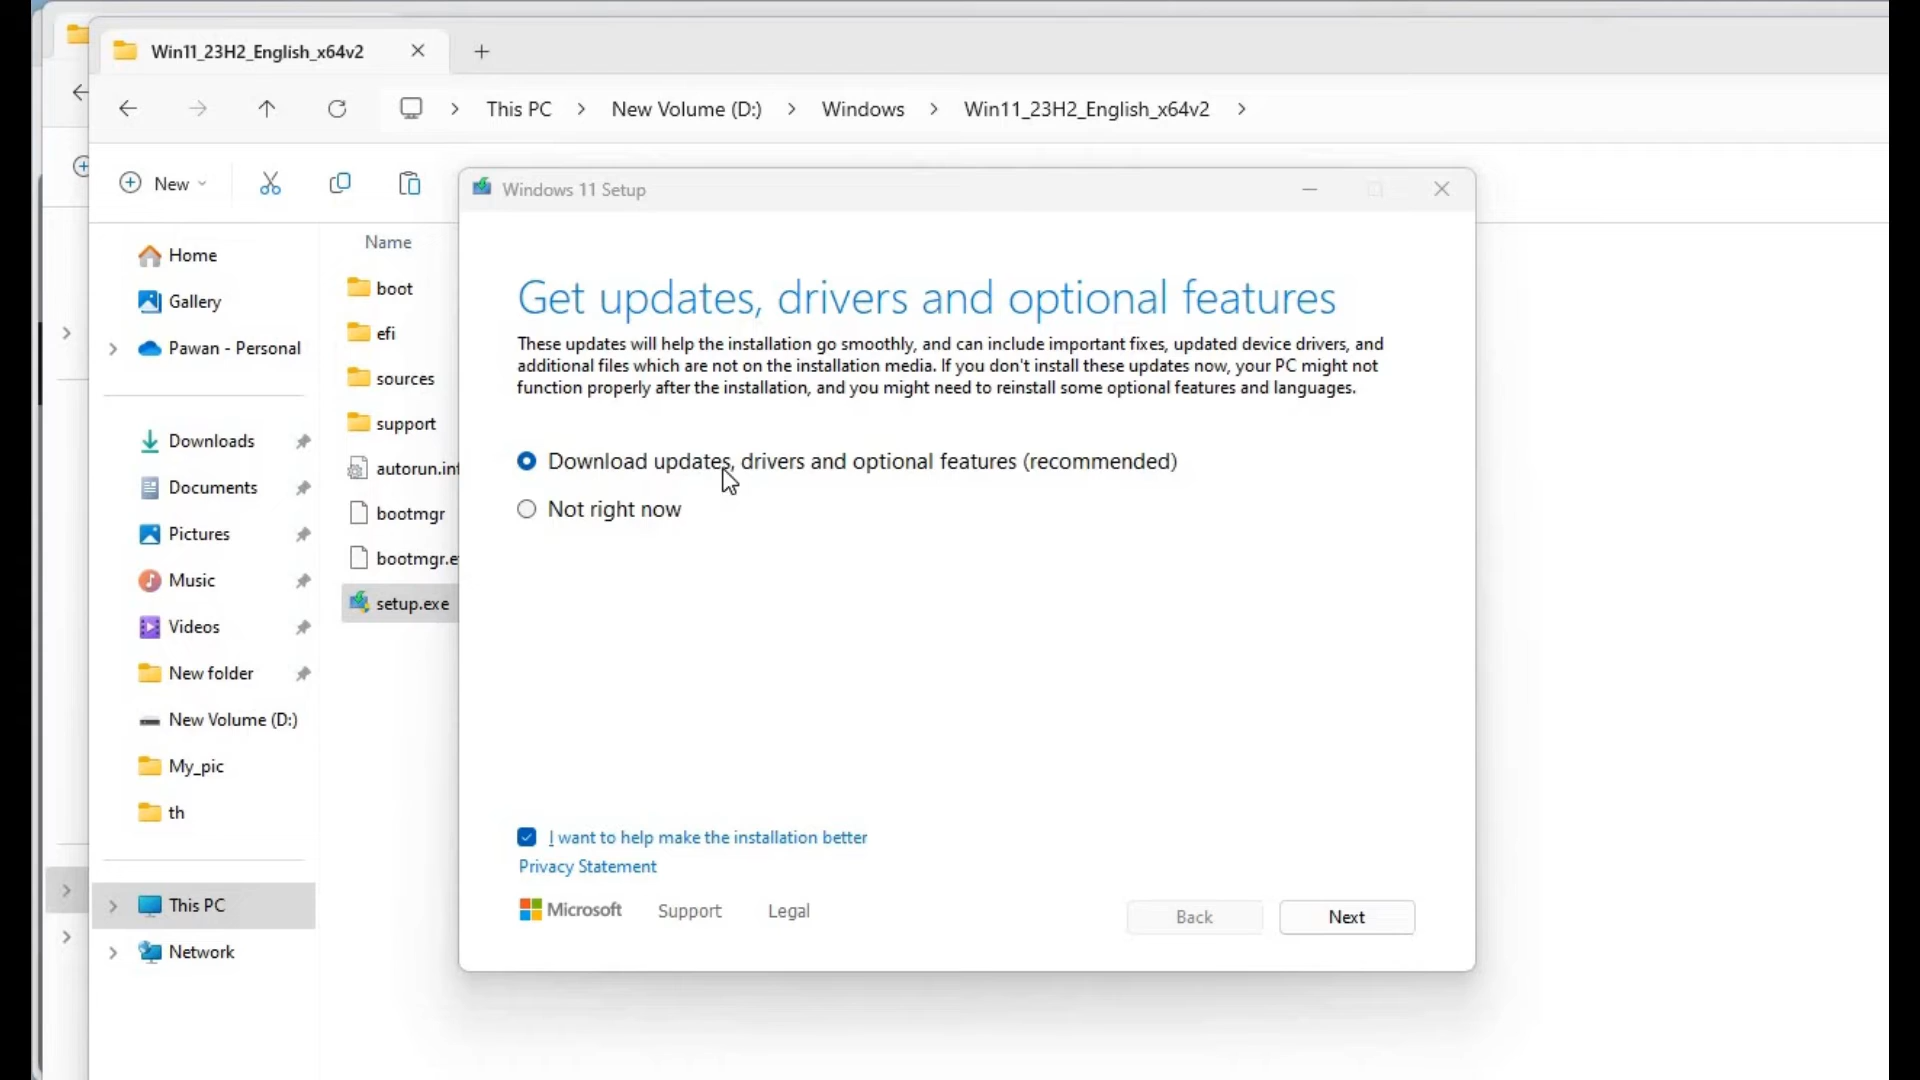 Win11_23H2_English_x64v2
This PC
New Volume (D:)
Windows
Win11_23H2_English_x64v2
New
Windows 11 Setup
Home
Gallery
Pawan - Personal
Downloads
Documents
Pictures
Music
Videos
New folder
New Volume (D:)
My_pic
th
This PC
Network
Name
boot
efi
sources
support
autorun.inf
bootmgr
bootmgr.e
setup.exe
Get updates, drivers and optional features
These updates will help the installation go smoothly, and can include important fixes, updated device drivers, and
additional files which are not on the installation media. If you don't install these updates now, your PC might not
function properly after the installation, and you might need to reinstall some optional features and languages.
Download updates, drivers and optional features (recommended)
Not right now
I want to help make the installation better
Privacy Statement
Microsoft
Support
Legal
Back
Next